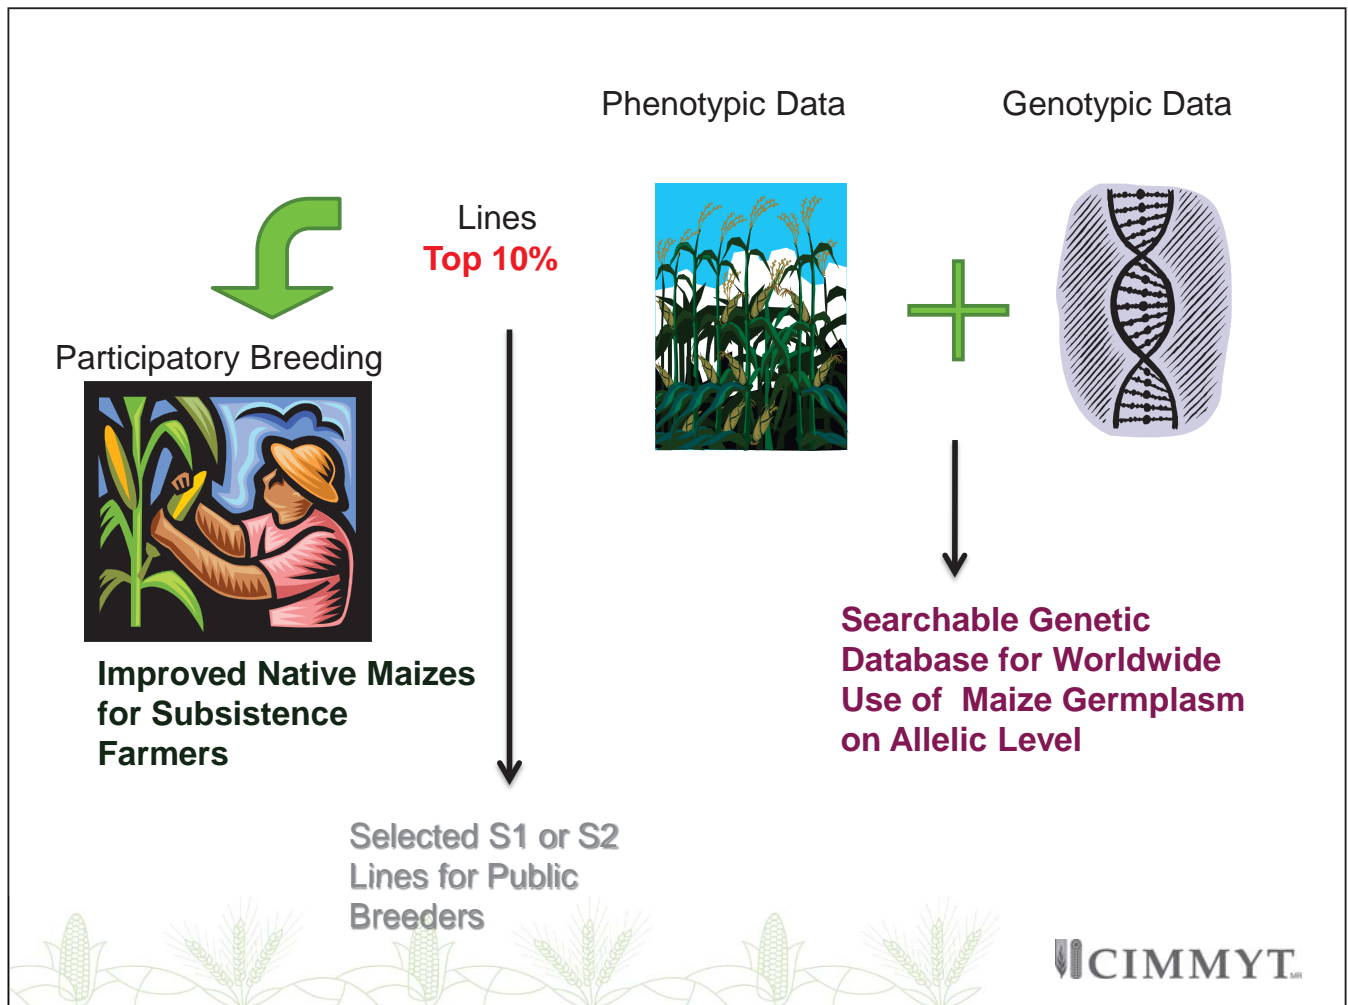 Phenotypic Data
Genotypic Data
Lines
Top 10%
Participatory Breeding
Improved Native Maizes
for Subsistence
Farmers
Searchable Genetic
Database for Worldwide
Use of Maize Germplasm
on Allelic Level
Selected S1 or S2
Lines for Public
Breeders
CIMMYT
MR